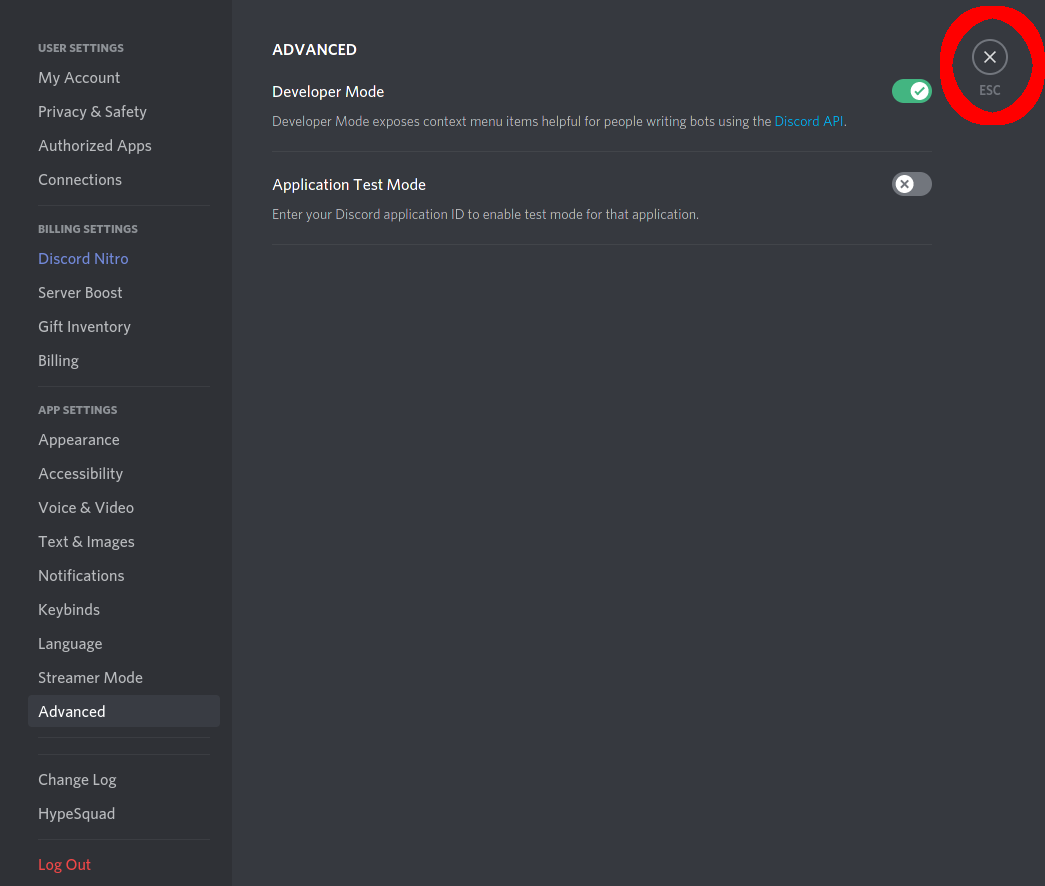 USER SETTINGS
My Account
Privacy & Safety
Authorized Apps
Connections
BILLING SETTINGS
Discord Nitro
Server Boost
Gift Inventory
Billing
APP SETTINGS
Appearance
Accessibility
Voice & Video
Text & Images
Notifications
Keybinds
Language
Streamer Mode
Advanced
Change Log
HypeSquad
Log Out
ADVANCED
Developer Mode
Developer Mode exposes context menu items helpful for people writing bots using the Discord API.
Application Test Mode
Enter your Discord application ID to enable test mode for that application.
ESC